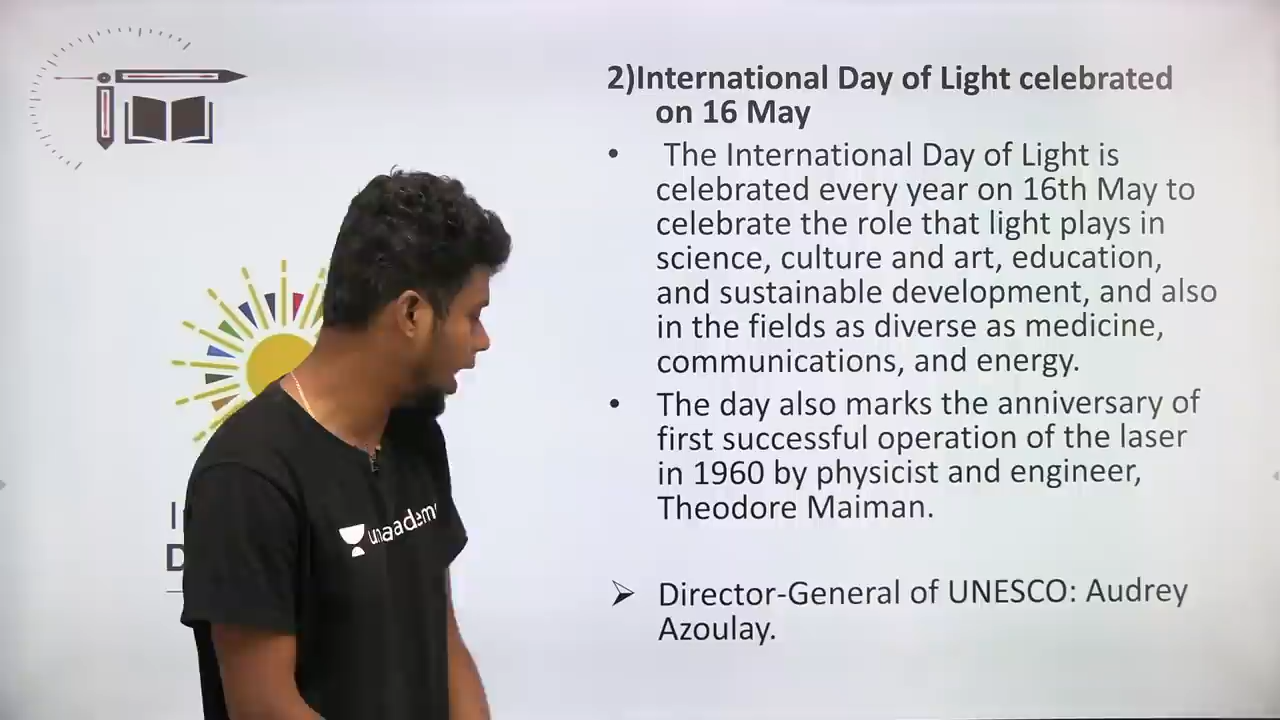 2)International Day of Light celebrated
on 16 May
• The International Day of Light is
celebrated every year on 16th May to
celebrate the role that light plays in
science, culture and art, education,
and sustainable development, and also
in the fields as diverse as medicine,
communications, and energy.
• The day also marks the anniversary of
first successful operation of the laser
in 1960 by physicist and engineer,
Theodore Maiman.
➢ Director-General of UNESCO: Audrey
Azoulay.
I
D
unaadem